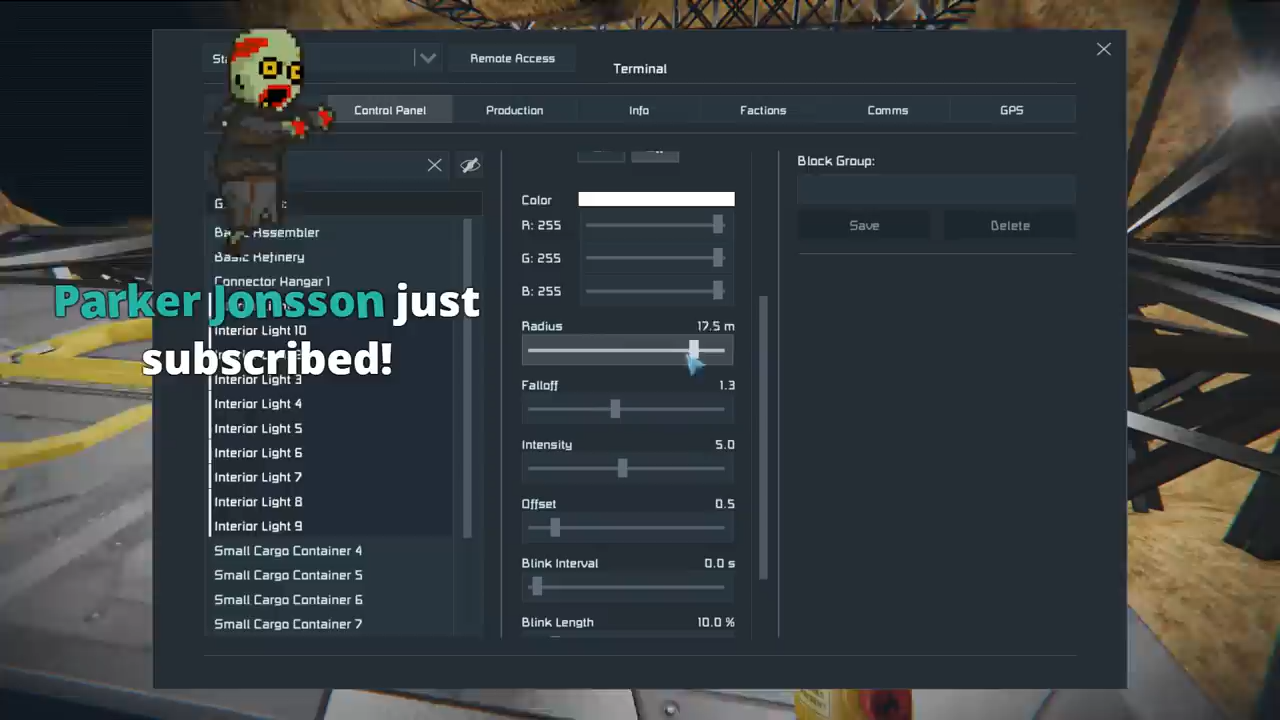 Sta
Remote Access
Terminal
Control Panel
Production
Info
Factions
Comms
GPS
Basic Assembler
Basic Refinery
Connector Hangar 1
Interior Light 10
Interior Light 3
Interior Light 4
Interior Light 5
Interior Light 6
Interior Light 7
Interior Light 8
Interior Light 9
Small Cargo Container 4
Small Cargo Container 5
Small Cargo Container 6
Small Cargo Container 7
Parker Jonsson just
subscribed!
Color
R: 255
G: 255
B: 255
Radius 17.5 m
Falloff 1.3
Intensity 5.0
Offset 0.5
Blink Interval 0.0 s
Blink Length 10.0 %
Block Group:
Save
Delete